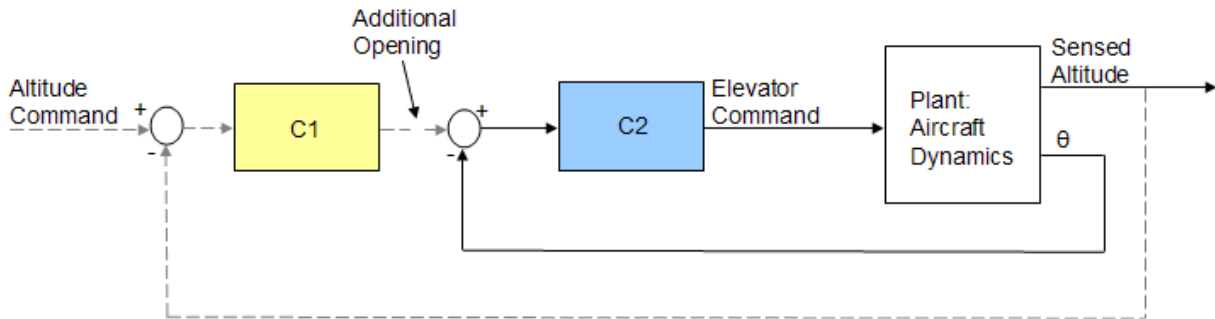 Additional
Opening
Altitude
Command
+
-
C1
+
-
C2
Elevator
Command
Plant:
Aircraft
Dynamics
Sensed
Altitude
θ